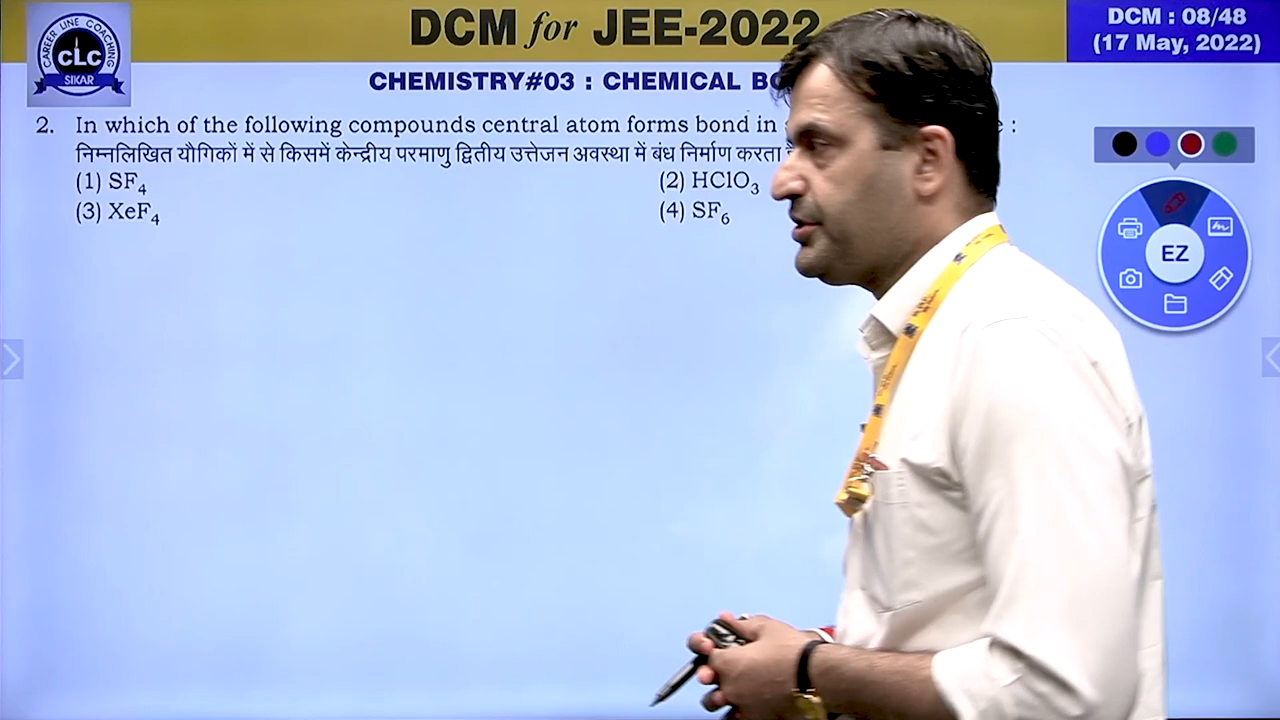 DCM for JEE-2022
DCM : 08/48
(17 May, 2022)
CAREER LINE COACHING
CLC
SIKAR
CHEMISTRY#03 : CHEMICAL
2. In which of the following compounds central atom forms bond in
:
निम्नलिखित यौगिकों में से किसमें केन्द्रीय परमाणु द्वितीय उत्तेजन अवस्था में बंध निर्माण करता
(1) SF₄ (2) HClO₃
(3) XeF₄ (4) SF₆
EZ